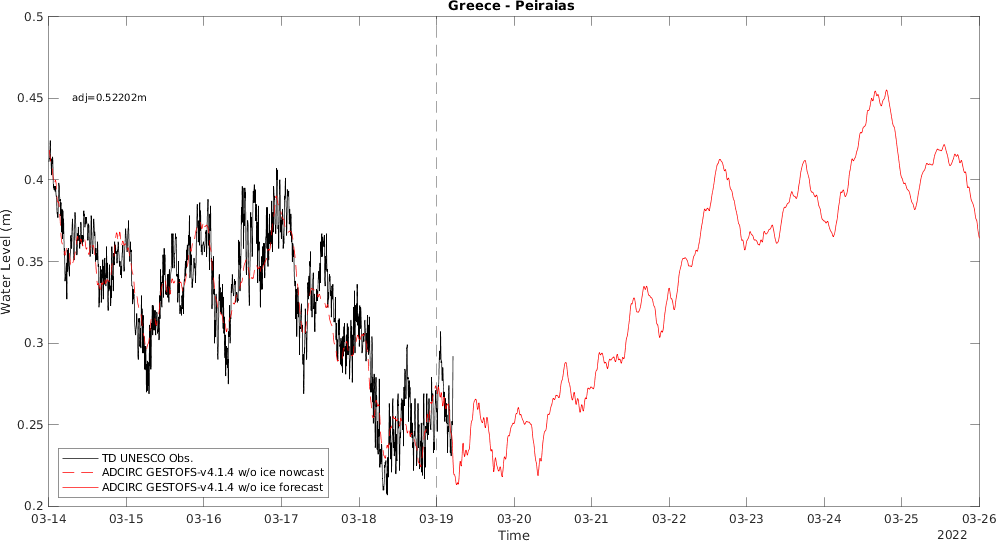 Greece - Peiraias
0.5
0.45
0.4
0.35
0.3
0.25
0.2
Water Level (m)
adj=0.52202m
TD UNESCO Obs.
ADCIRC GESTOFS-v4.1.4 w/o ice nowcast
ADCIRC GESTOFS-v4.1.4 w/o ice forecast
03-14 03-15 03-16 03-17 03-18 03-19 03-20 03-21 03-22 03-23 03-24 03-25 03-26
Time
2022